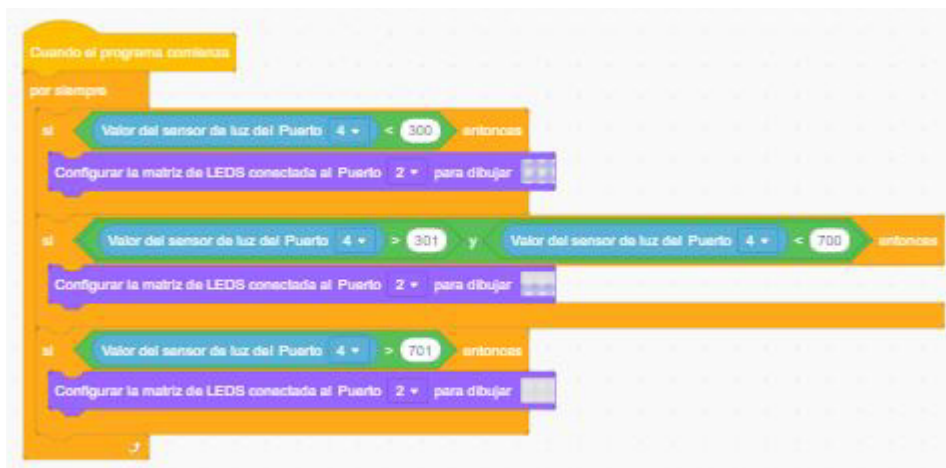 Cuando el programa comienza
por siempre
si Valor del sensor de luz del Puerto 4 < 300 entonces
Configurar la matriz de LEDS conectada al Puerto 2 para dibujar
si Valor del sensor de luz del Puerto 4 > 301 y Valor del sensor de luz del Puerto 4 < 700 entonces
Configurar la matriz de LEDS conectada al Puerto 2 para dibujar
si Valor del sensor de luz del Puerto 4 > 701 entonces
Configurar la matriz de LEDS conectada al Puerto 2 para dibujar